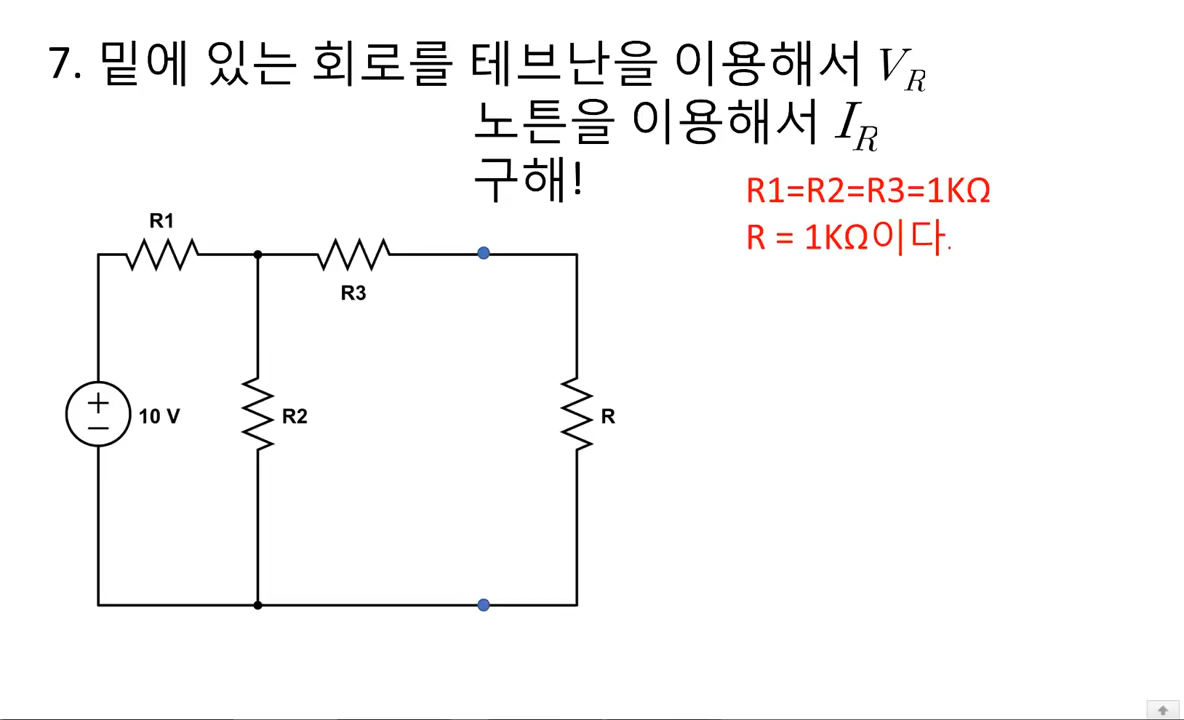 7. 밑에 있는 회로를 테브난을 이용해서 V_R
노튼을 이용해서 I_R
구해!
R1=R2=R3=1KΩ
R = 1KΩ이다.
R1
R3
+
−
10 V
R2
R